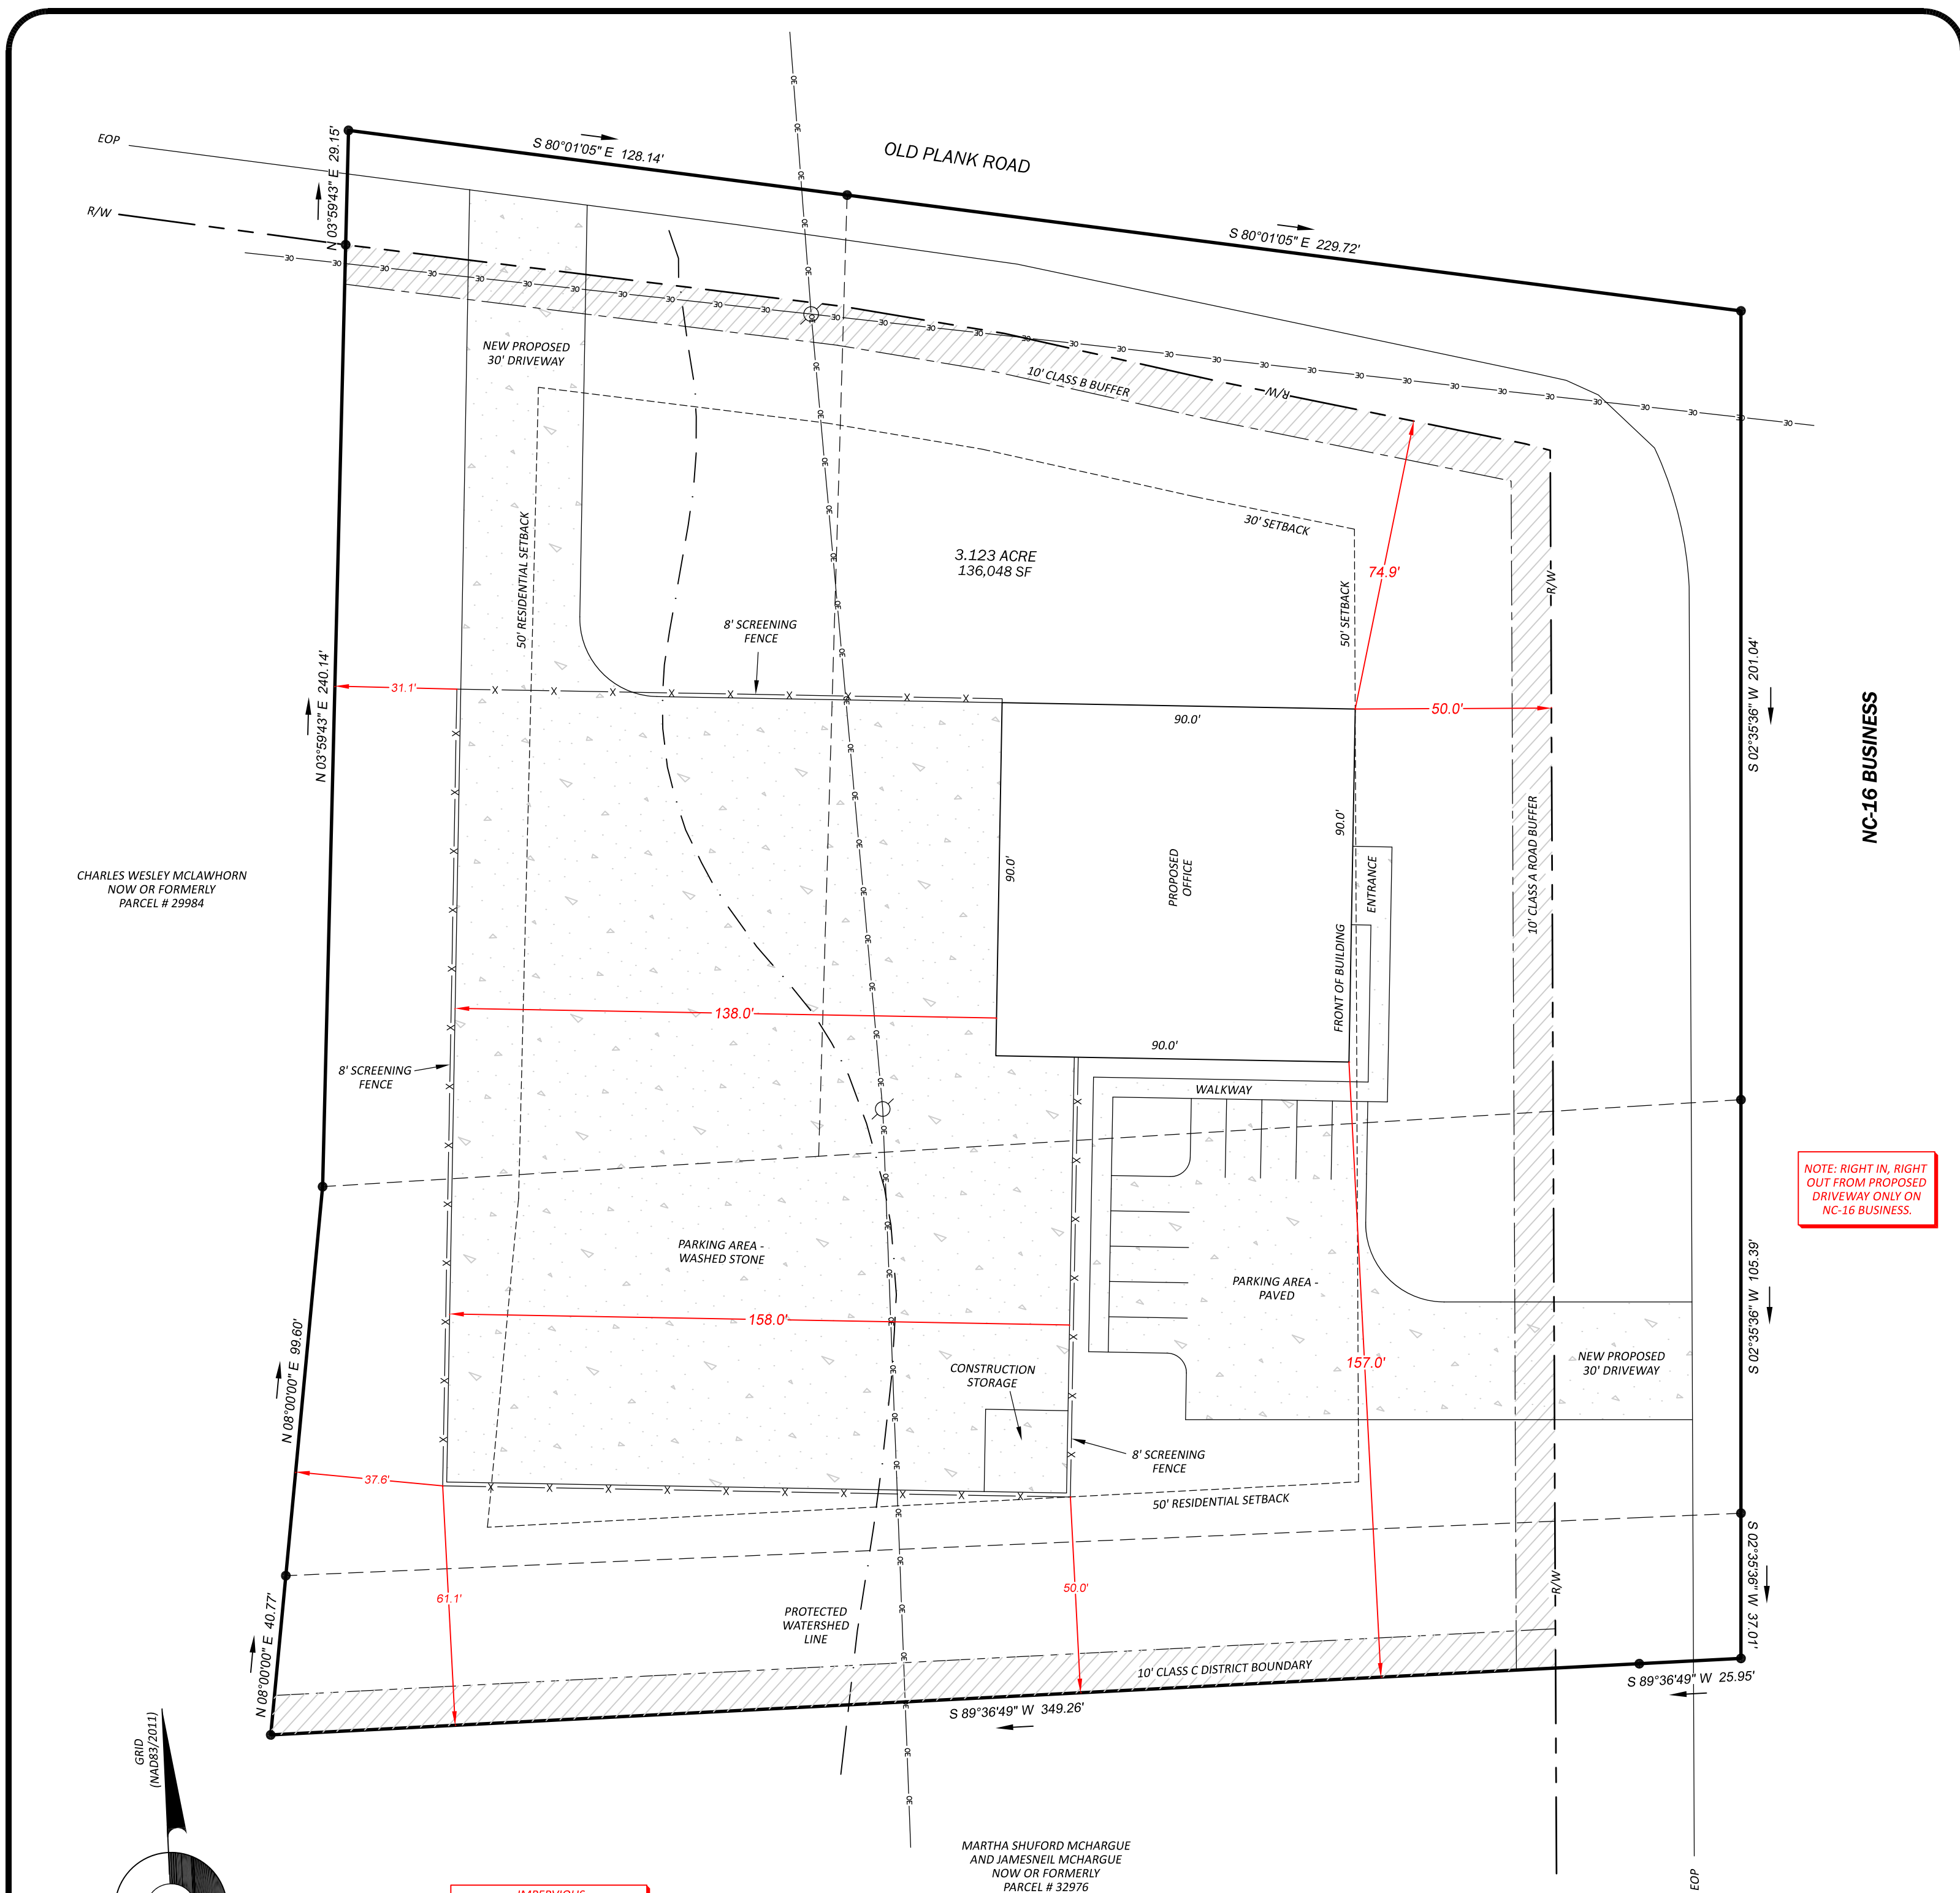 EOP
R/W
N 03°59'43" E 29.15'
S 80°01'05" E 128.14'
OLD PLANK ROAD
S 80°01'05" E 229.72'
NEW PROPOSED
30' DRIVEWAY
10' CLASS B BUFFER
R/W
30' SETBACK
50' RESIDENTIAL SETBACK
3.123 ACRE
136,048 SF
50' SETBACK
74.9'
R/W
8' SCREENING
FENCE
N 03°59'43" E 240.14'
31.1'
90.0'
50.0'
S 02°35'36" W 201.04'
NC-16 BUSINESS
90.0'
90.0'
PROPOSED
OFFICE
ENTRANCE
FRONT OF BUILDING
10' CLASS A ROAD BUFFER
CHARLES WESLEY MCLAWHORN
NOW OR FORMERLY
PARCEL # 29984
138.0'
90.0'
8' SCREENING
FENCE
WALKWAY
NOTE: RIGHT IN, RIGHT
OUT FROM PROPOSED
DRIVEWAY ONLY ON
NC-16 BUSINESS.
PARKING AREA -
WASHED STONE
PARKING AREA -
PAVED
S 02°35'36" W 105.39'
158.0'
157.0'
NEW PROPOSED
30' DRIVEWAY
CONSTRUCTION
STORAGE
N 08°00'00" E 99.60'
8' SCREENING
FENCE
37.6'
50' RESIDENTIAL SETBACK
61.1'
50.0'
R/W
S 02°35'36" W 37.01'
N 08°00'00" E 40.77'
PROTECTED
WATERSHED
LINE
10' CLASS C DISTRICT BOUNDARY
S 89°36'49" W 25.95'
S 89°36'49" W 349.26'
GRID
(NAD83/2011)
MARTHA SHUFORD MCHARGUE
AND JAMESNEIL MCHARGUE
NOW OR FORMERLY
PARCEL # 32976
EOP
IMPERVIOUS